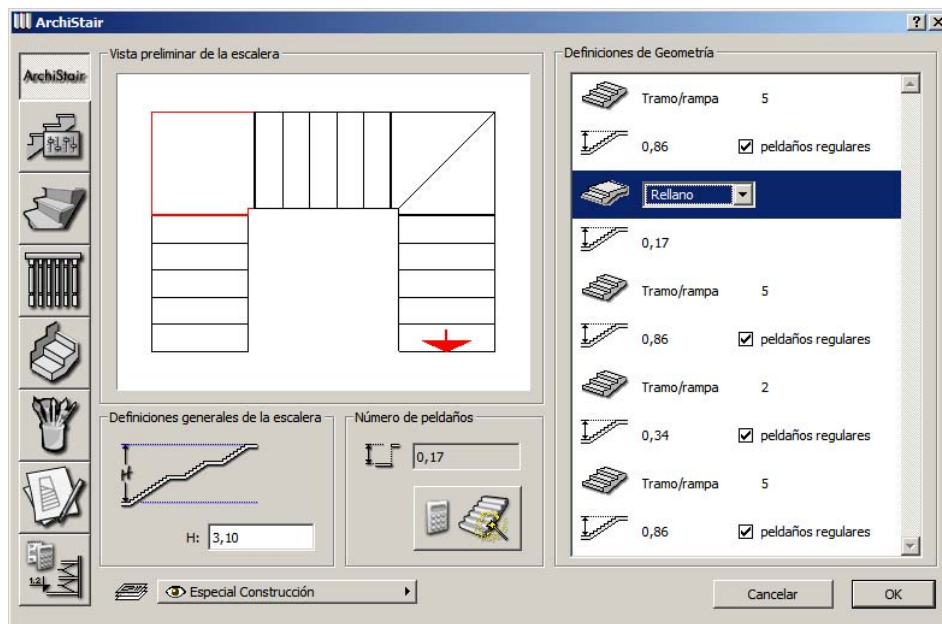 ArchiStair
ArchiStair
Vista preliminar de la escalera
Definiciones generales de la escalera
H
H: 3,10
Número de peldaños
0,17
Especial Construcción
Definiciones de Geometría
Tramo/rampa 5
0,86 peldaños regulares
Rellano
0,17
Tramo/rampa 5
0,86 peldaños regulares
Tramo/rampa 2
0,34 peldaños regulares
Tramo/rampa 5
0,86 peldaños regulares
1.2
Cancelar
OK